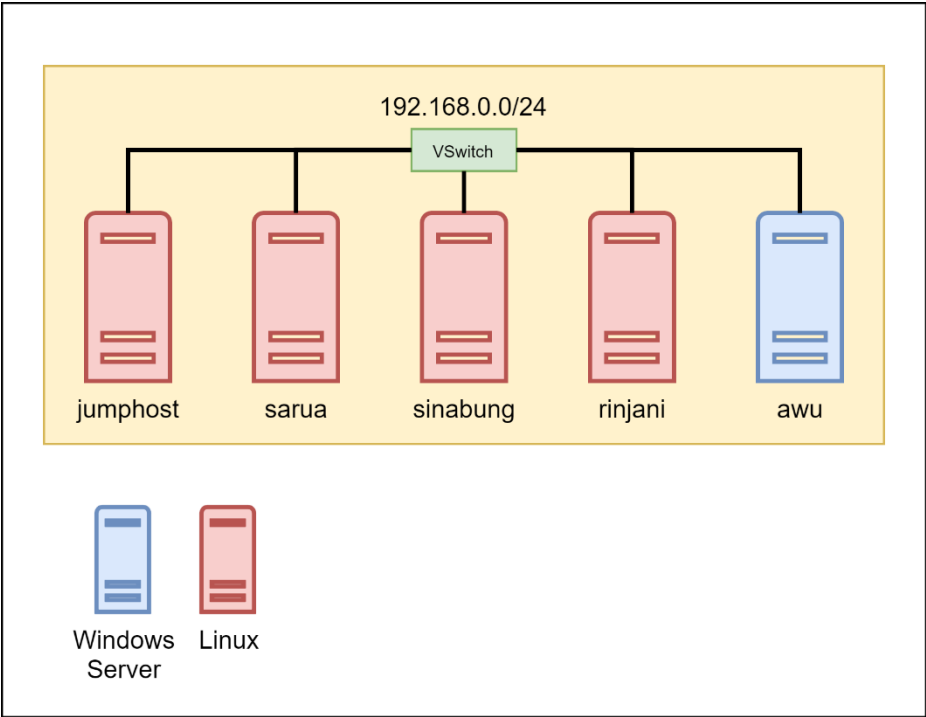 192.168.0.0/24
VSwitch
jumphost
sarua
sinabung
rinjani
awu
Windows
Server
Linux